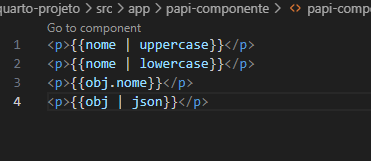 quarto-projeto > src > app > papi-componente > <> papi-comp
Go to component
1 <p>{{nome | uppercase}}</p>
2 <p>{{nome | lowercase}}</p>
3 <p>{{obj.nome}}</p>
4 <p>{{obj | json}}</p>